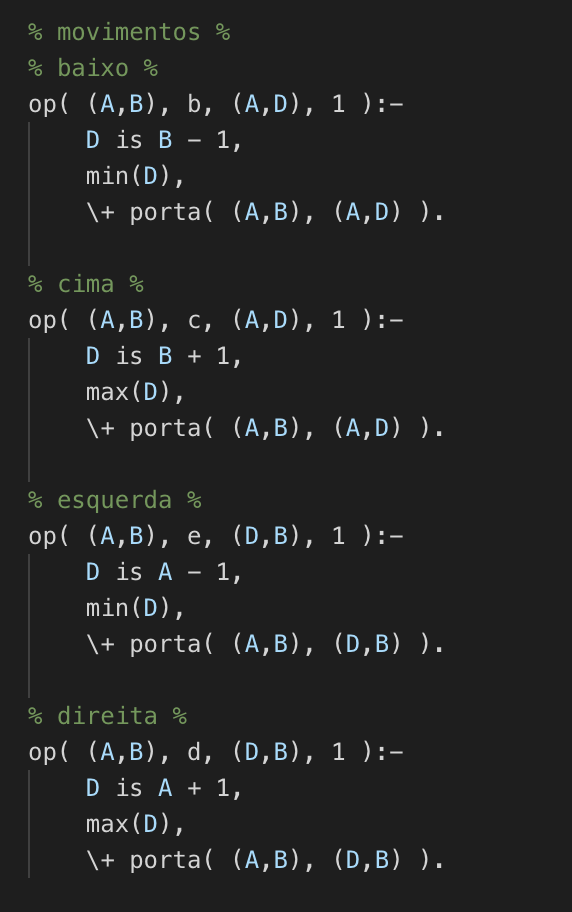 % movimentos %
% baixo %
op( (A,B), b, (A,D), 1 ):-
    D is B - 1,
    min(D),
    \+ porta( (A,B), (A,D) ).
% cima %
op( (A,B), c, (A,D), 1 ):-
    D is B + 1,
    max(D),
    \+ porta( (A,B), (A,D) ).
% esquerda %
op( (A,B), e, (D,B), 1 ):-
    D is A - 1,
    min(D),
    \+ porta( (A,B), (D,B) ).
% direita %
op( (A,B), d, (D,B), 1 ):-
    D is A + 1,
    max(D),
    \+ porta( (A,B), (D,B) ).